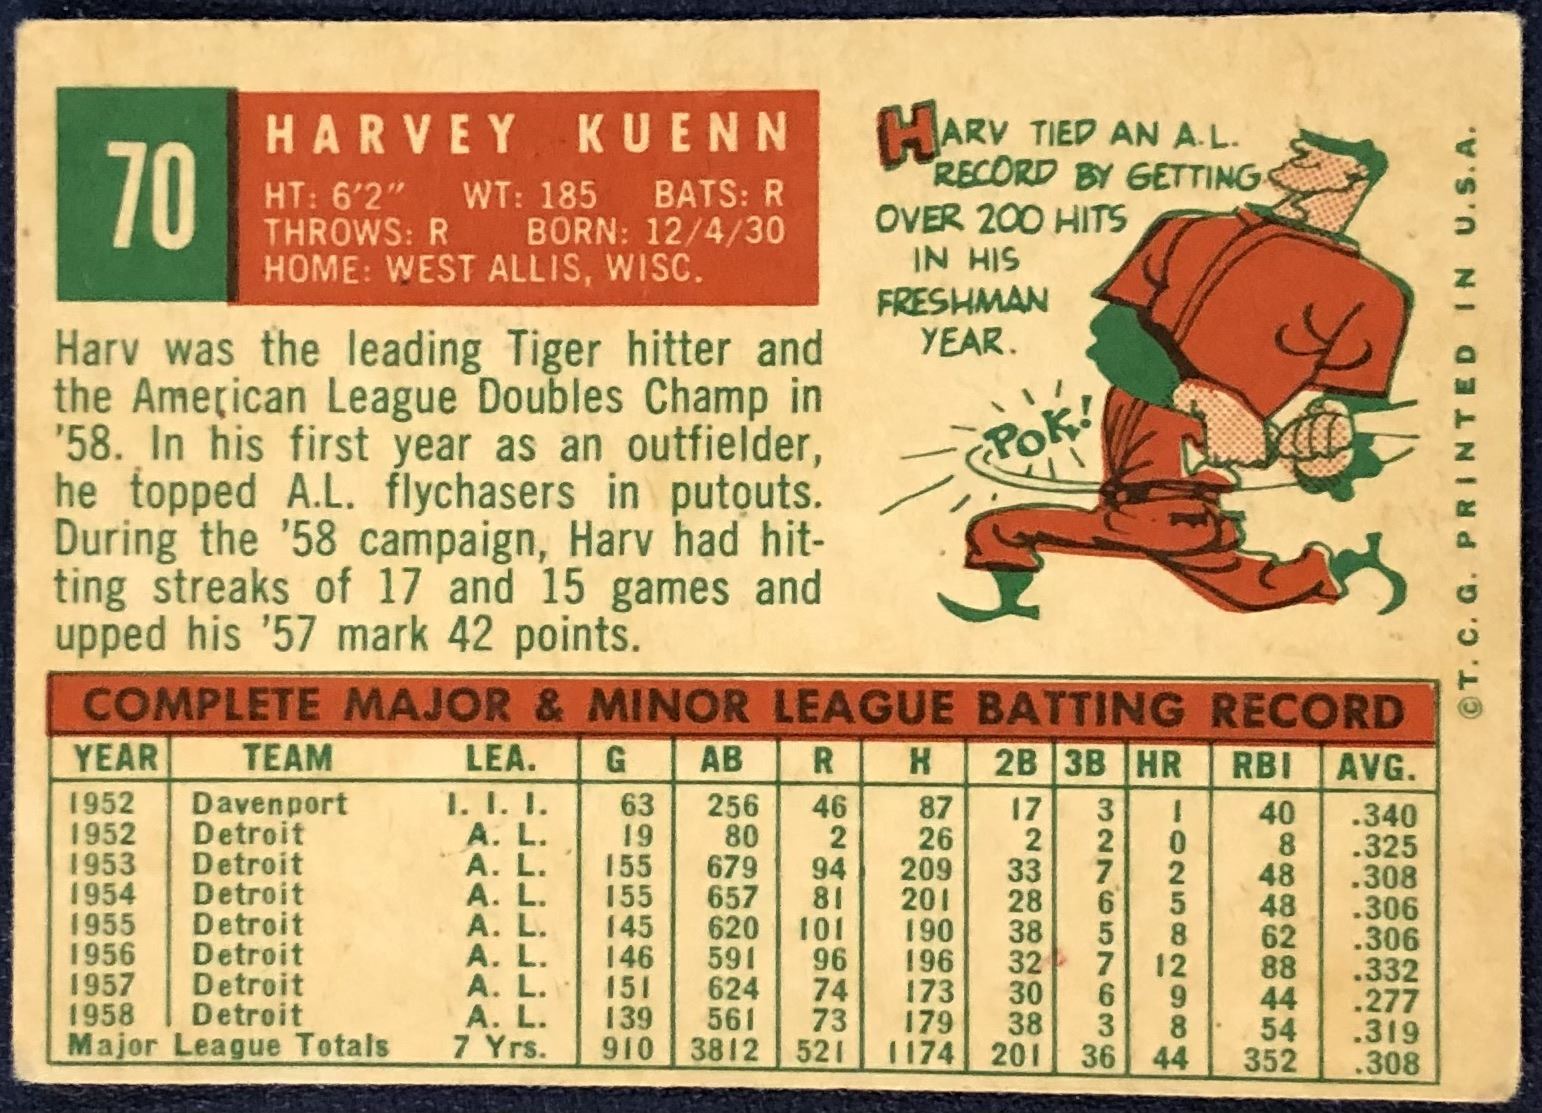 70
HARVEY KUENN
HT: 6'2" WT: 185 BATS: R
THROWS: R BORN: 12/4/30
HOME: WEST ALLIS, WISC.
Harv was the leading Tiger hitter and
the American League Doubles Champ in
'58. In his first year as an outfielder,
he topped A.L. flychasers in putouts.
During the '58 campaign, Harv had hit-
ting streaks of 17 and 15 games and
upped his '57 mark 42 points.
HARV TIED AN A.L.
RECORD BY GETTING
OVER 200 HITS
IN HIS
FRESHMAN
YEAR.
POK!
© T. C. G. PRINTED IN U.S.A.
COMPLETE MAJOR & MINOR LEAGUE BATTING RECORD
YEAR TEAM LEA. G AB R H 2B 3B HR RBI AVG.
1952 Davenport I. I. I. 63 256 46 87 17 3 1 40 .340
1952 Detroit A. L. 19 80 2 26 2 2 0 8 .325
1953 Detroit A. L. 155 679 94 209 33 7 2 48 .308
1954 Detroit A. L. 155 657 81 201 28 6 5 48 .306
1955 Detroit A. L. 145 620 101 190 38 5 8 62 .306
1956 Detroit A. L. 146 591 96 196 32 7 12 88 .332
1957 Detroit A. L. 151 624 74 173 30 6 9 44 .277
1958 Detroit A. L. 139 561 73 179 38 3 8 54 .319
Major League Totals 7 Yrs. 910 3812 521 1174 201 36 44 352 .308